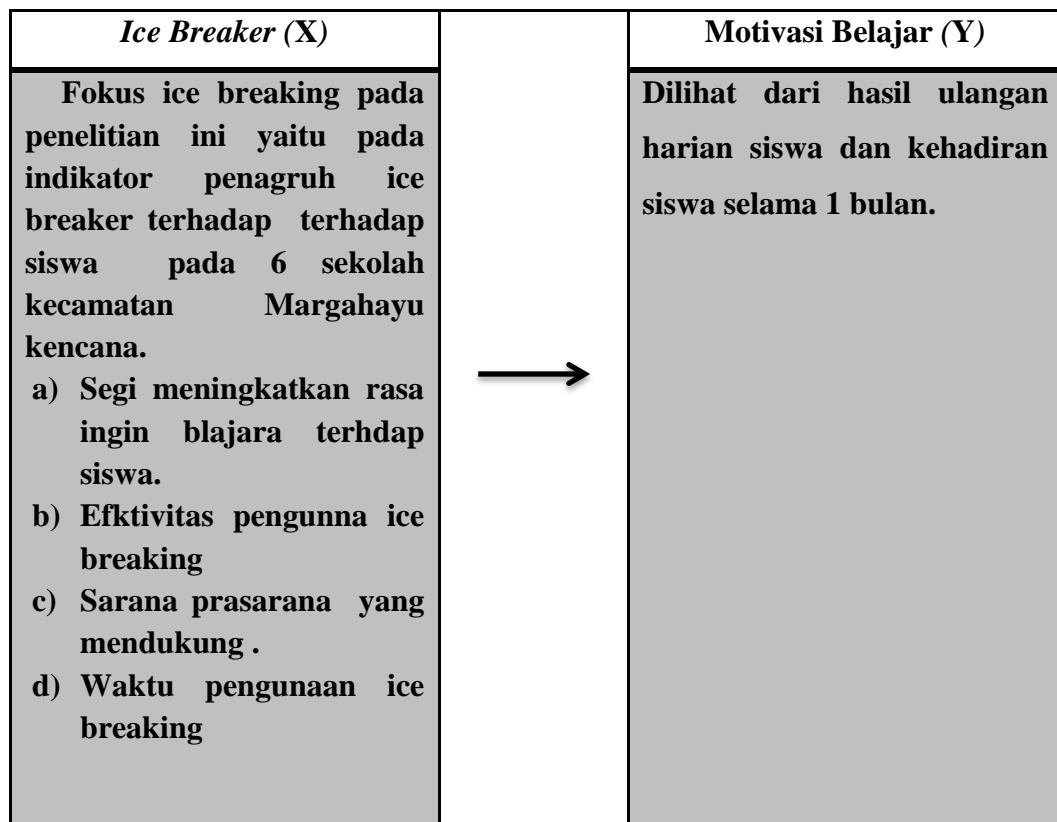 Ice Breaker (X)
Fokus ice breaking pada
penelitian ini yaitu pada
indikator penagruh ice
breaker terhadap terhadap
siswa pada 6 sekolah
kecamatan Margahayu
kencana.
a) Segi meningkatkan rasa
ingin blajara terhdap
siswa.
b) Efktivitas pengunna ice
breaking
c) Sarana prasarana yang
mendukung .
d) Waktu pengunaan ice
breaking
Motivasi Belajar (Y)
Dilihat dari hasil ulangan
harian siswa dan kehadiran
siswa selama 1 bulan.